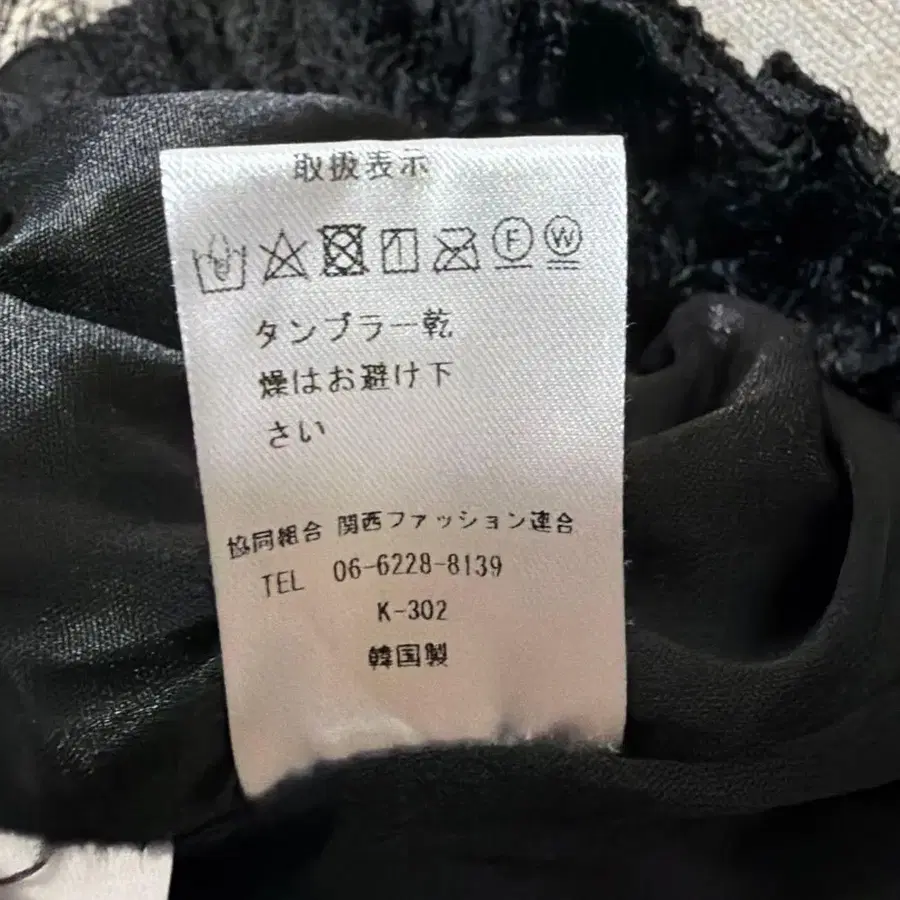 取扱表示
F W
タンブラー乾
燥はお避け下
さい
協同組合 関西ファッション連合
TEL 06-6228-8139
K-302
韓国製